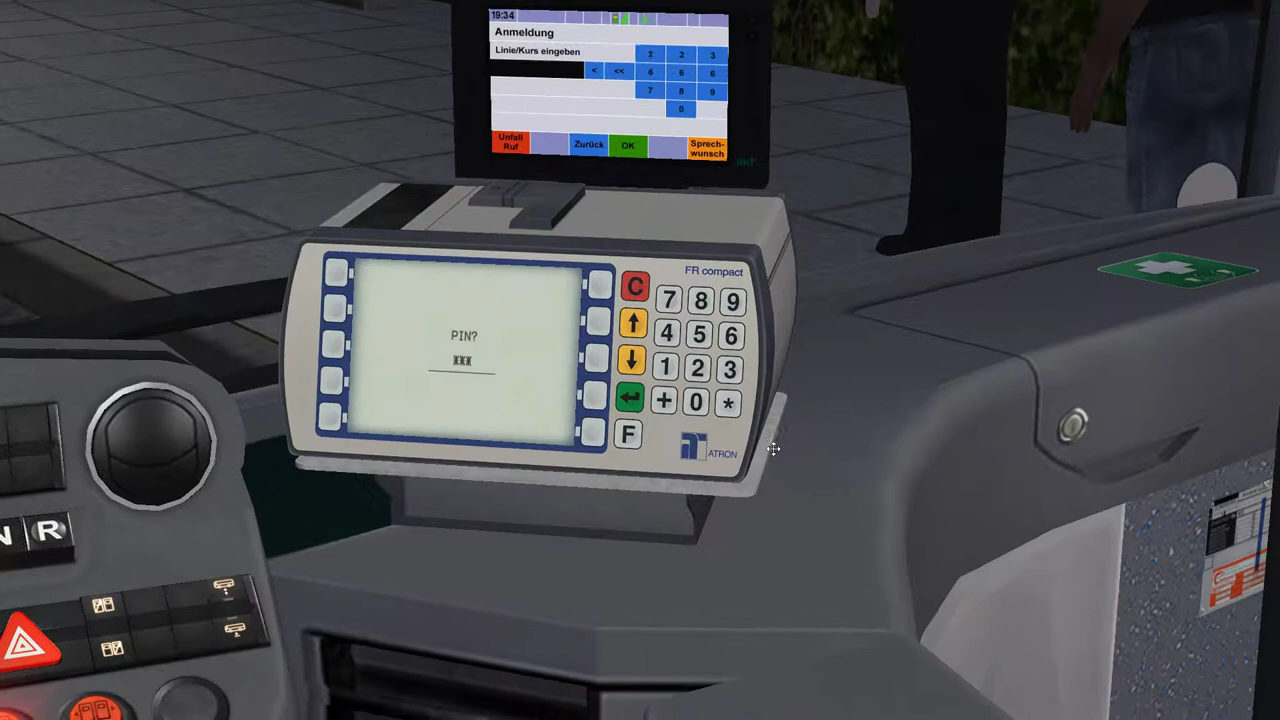 19:34
Anmeldung
Linie/Kurs eingeben
2 2 3
< << 5 6 6
7 8 9
0
Unfall
Ruf
Zurück
OK
Sprech-
wunsch
FR compact
PIN?
***
C 7 8 9
4 5 6
1 2 3
+ 0 *
F
ATRON
N R